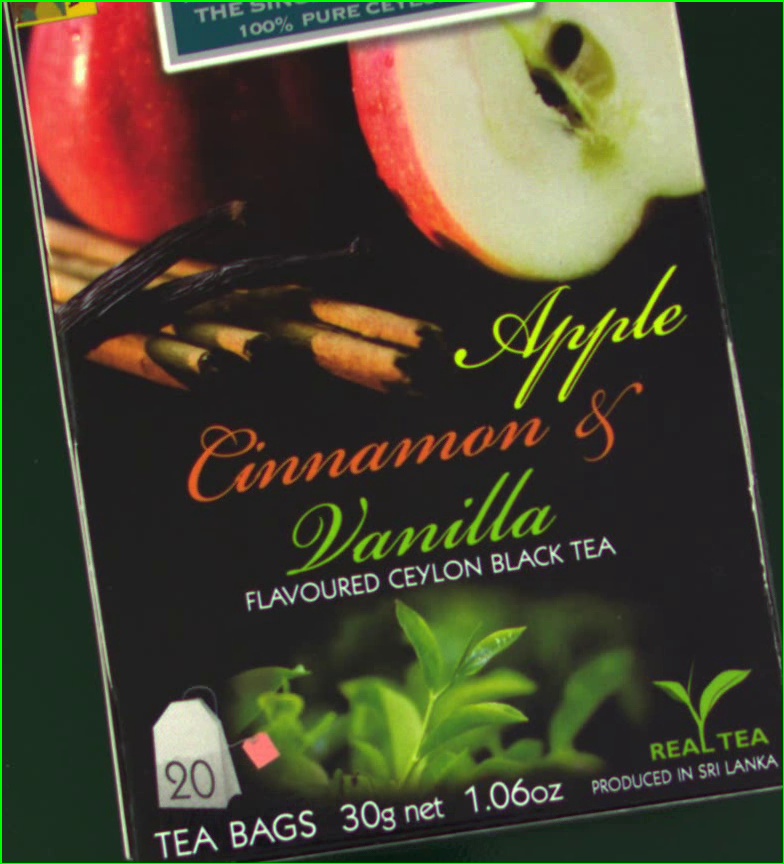 THE
100% PURE
Apple
Cinnamon &
Vanilla
FLAVOURED CEYLON BLACK TEA
20
TEA BAGS 30g net 1.06oz
REAL TEA
PRODUCED IN SRI LANKA